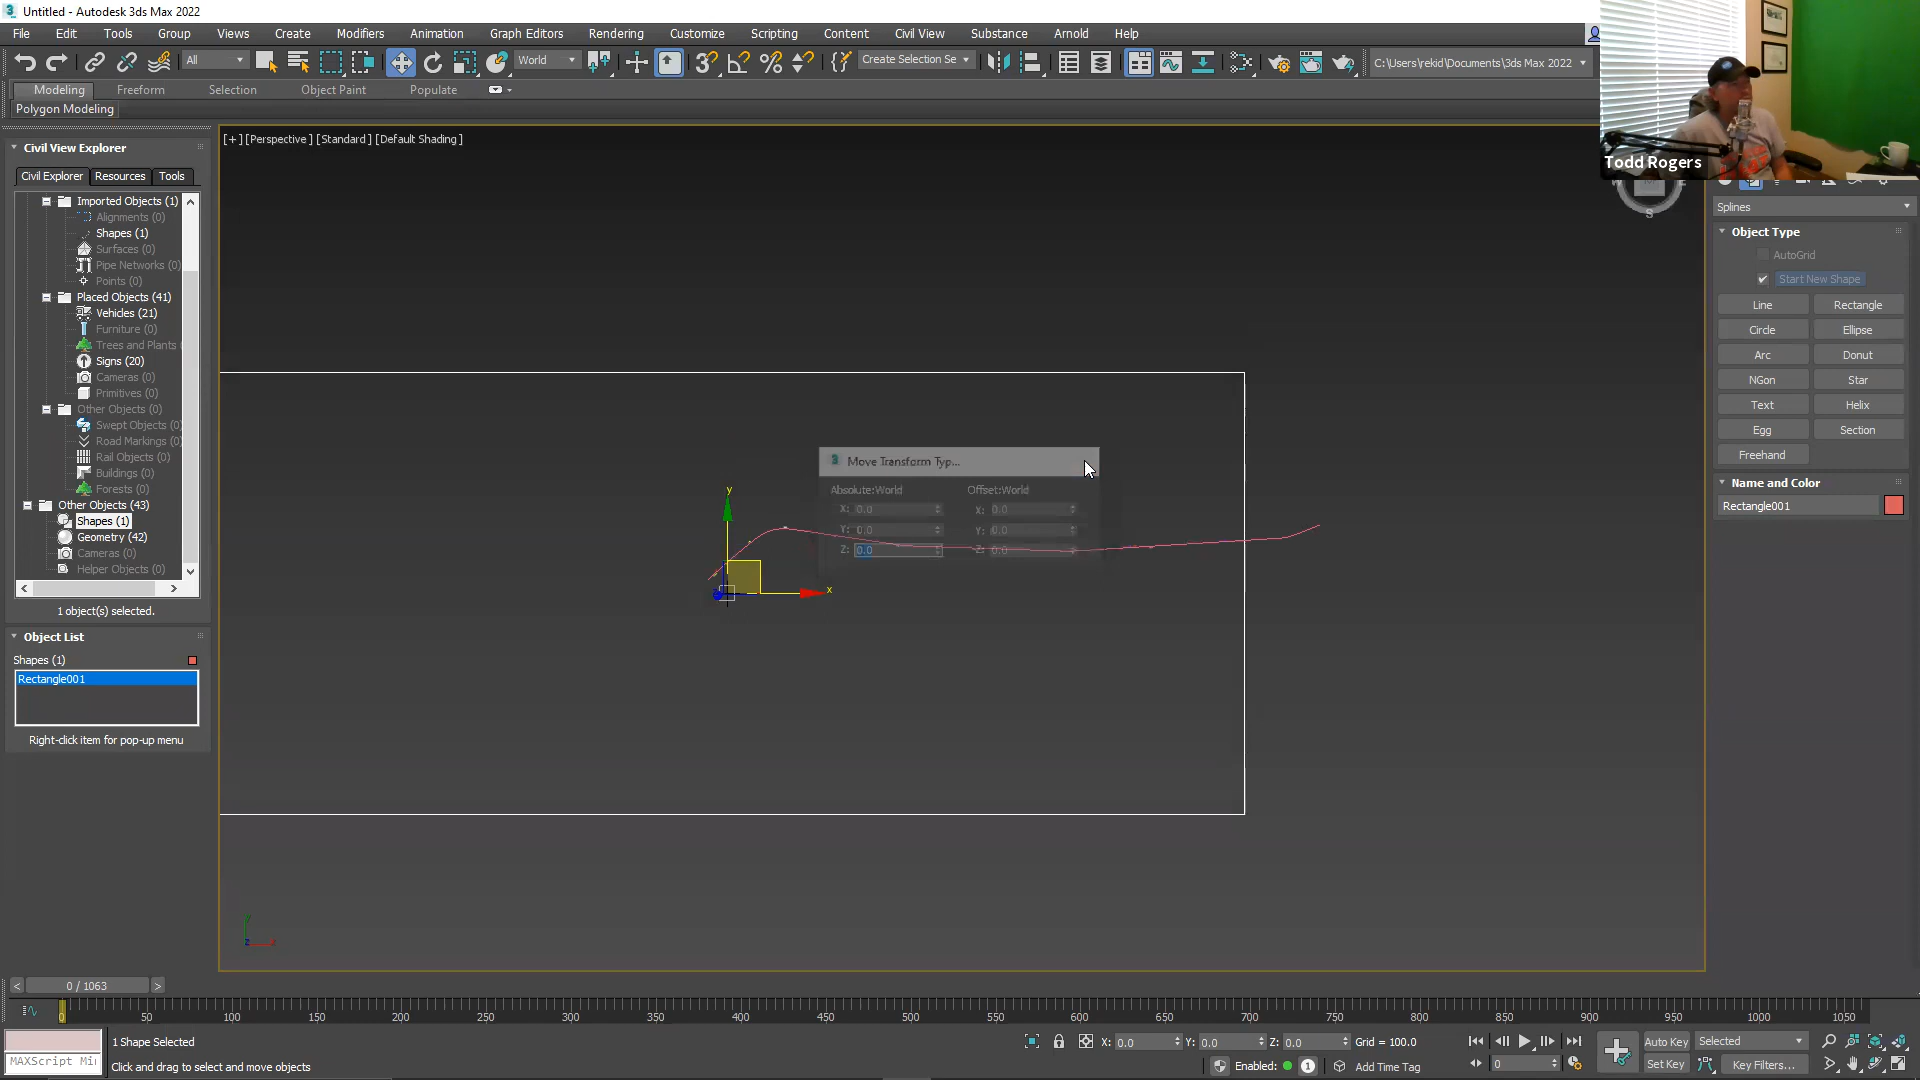 Untitled - Autodesk 3ds Max 2022
File Edit Tools Group Views Create Modifiers Animation Graph Editors Rendering Customize Scripting Content Civil View Substance Arnold Help
All World Create Selection Se C:\Users\rekid\Documents\3ds Max 2022
Modeling Freeform Selection Object Paint Populate
Polygon Modeling
Todd Rogers
[+] [Perspective] [Standard] [Default Shading]
Civil View Explorer
Civil Explorer Resources Tools
Imported Objects (1)
Alignments (0)
Shapes (1)
Surfaces (0)
Pipe Networks (0)
Points (0)
Placed Objects (41)
Vehicles (21)
Furniture (0)
Trees and Plants
Signs (20)
Cameras (0)
Primitives (0)
Other Objects (0)
Swept Objects (0)
Road Markings (0)
Rail Objects (0)
Buildings (0)
Forests (0)
Other Objects (43)
Shapes (1)
Geometry (42)
Cameras (0)
Helper Objects (0)
1 object(s) selected.
Object List
Shapes (1)
Rectangle001
Right-click item for pop-up menu
Move Transform Typ...
Absolute:World Offset:World
X: 0.0 X: 0.0
Y: 0.0 Y: 0.0
Z: 0.0 Z: 0.0
y
x
S
Splines
Object Type
AutoGrid
Start New Shape
Line Rectangle
Circle Ellipse
Arc Donut
NGon Star
Text Helix
Egg Section
Freehand
Name and Color
Rectangle001
< 0 / 1063 >
0 50 100 150 200 250 300 350 400 450 500 550 600 650 700 750 800 850 900 950 1000 1050
1 Shape Selected X: 0.0 Y: 0.0 Z: 0.0 Grid = 100.0 Auto Key Selected
MAXScript Mi Click and drag to select and move objects Enabled: 1 Add Time Tag 0 Set Key Key Filters...